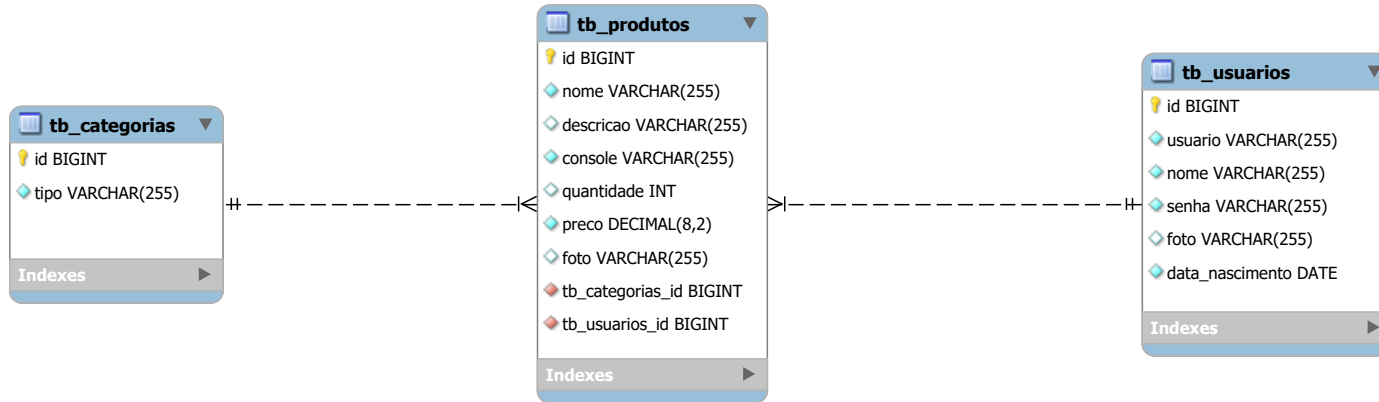 tb_categorias
id BIGINT
tipo VARCHAR(255)
Indexes
tb_produtos
id BIGINT
nome VARCHAR(255)
descricao VARCHAR(255)
console VARCHAR(255)
quantidade INT
preco DECIMAL(8,2)
foto VARCHAR(255)
tb_categorias_id BIGINT
tb_usuarios_id BIGINT
Indexes
tb_usuarios
id BIGINT
usuario VARCHAR(255)
nome VARCHAR(255)
senha VARCHAR(255)
foto VARCHAR(255)
data_nascimento DATE
Indexes